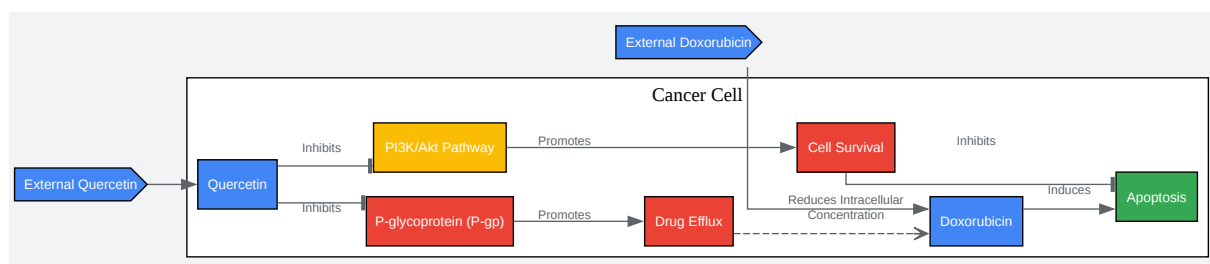 External Doxorubicin
Cancer Cell
Inhibits
PI3K/Akt Pathway
Promotes
Cell Survival
Inhibits
External Quercetin
Quercetin
Inhibits
P-glycoprotein (P-gp)
Promotes
Drug Efflux
Reduces Intracellular
Concentration
Doxorubicin
Induces
Apoptosis